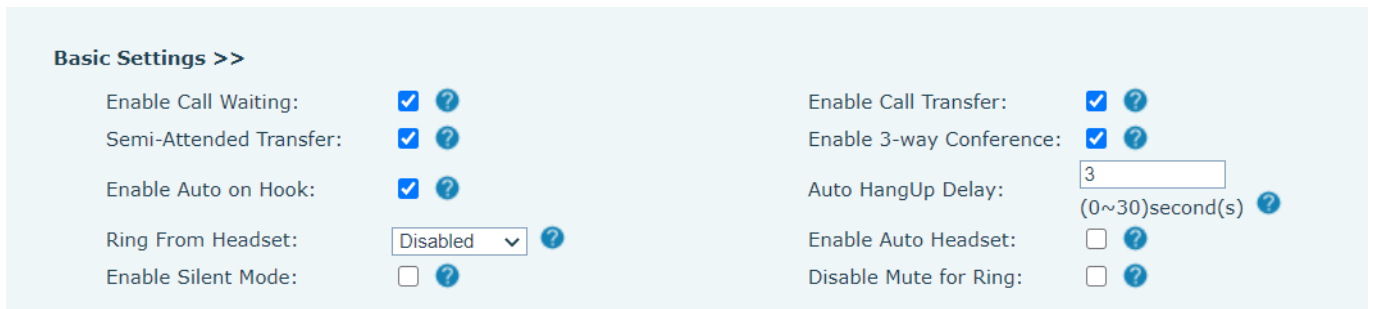 Basic Settings >>
Enable Call Waiting: ? Enable Call Transfer: ?
Semi-Attended Transfer: ? Enable 3-way Conference: ?
Enable Auto on Hook: ? Auto HangUp Delay: 3
(0~30)second(s) ?
Ring From Headset: Disabled ? Enable Auto Headset: ?
Enable Silent Mode: ? Disable Mute for Ring: ?